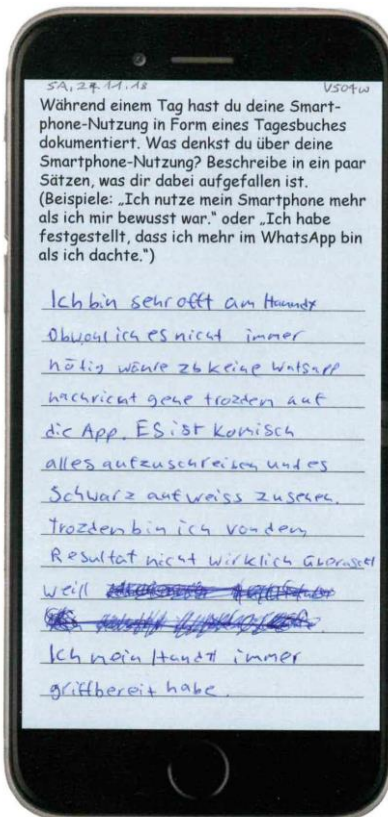 SA, 24.11.18 VS04w
Während einem Tag hast du deine Smart-
phone-Nutzung in Form eines Tagesbuches
dokumentiert. Was denkst du über deine
Smartphone-Nutzung? Beschreibe in ein paar
Sätzen, was dir dabei aufgefallen ist.
(Beispiele: „Ich nutze mein Smartphone mehr
als ich mir bewusst war.“ oder „Ich habe
festgestellt, dass ich mehr im WhatsApp bin
als ich dachte.“)
Ich bin sehr offt am Hanndy
Obwohl ich es nicht immer
nötig wänre zb keine Watsapp
nachricht gehe trozden auf
die App. ES ist komisch
alles aufzuschreiben und es
Schwarz auf weiss zusehen.
Trozden bin ich von dem
Resultat nicht wirklich überascht
weill
Ich mein Handy immer
griffbereit habe.